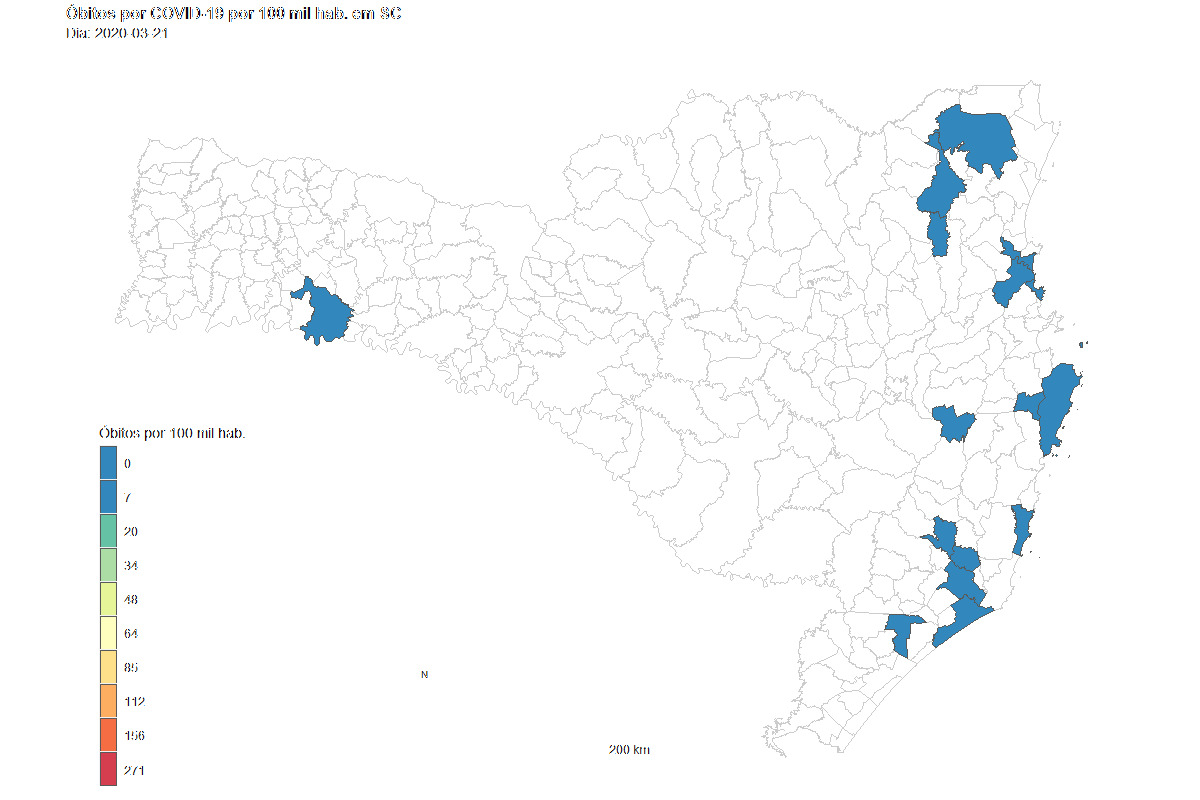 Óbitos por COVID-19 por 100 mil hab. em SC
Dia: 2020-03-21
Óbitos por 100 mil hab.
0
7
20
34
48
64
85
112
156
271
N
200 km